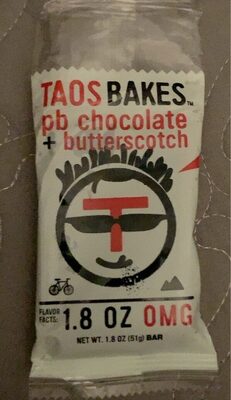 TAOS BAKES™
pb chocolate
+ butterscotch
T
FLAVOR
FACTS:
1.8 OZ OMG
NET WT. 1.8 OZ (51g) BAR